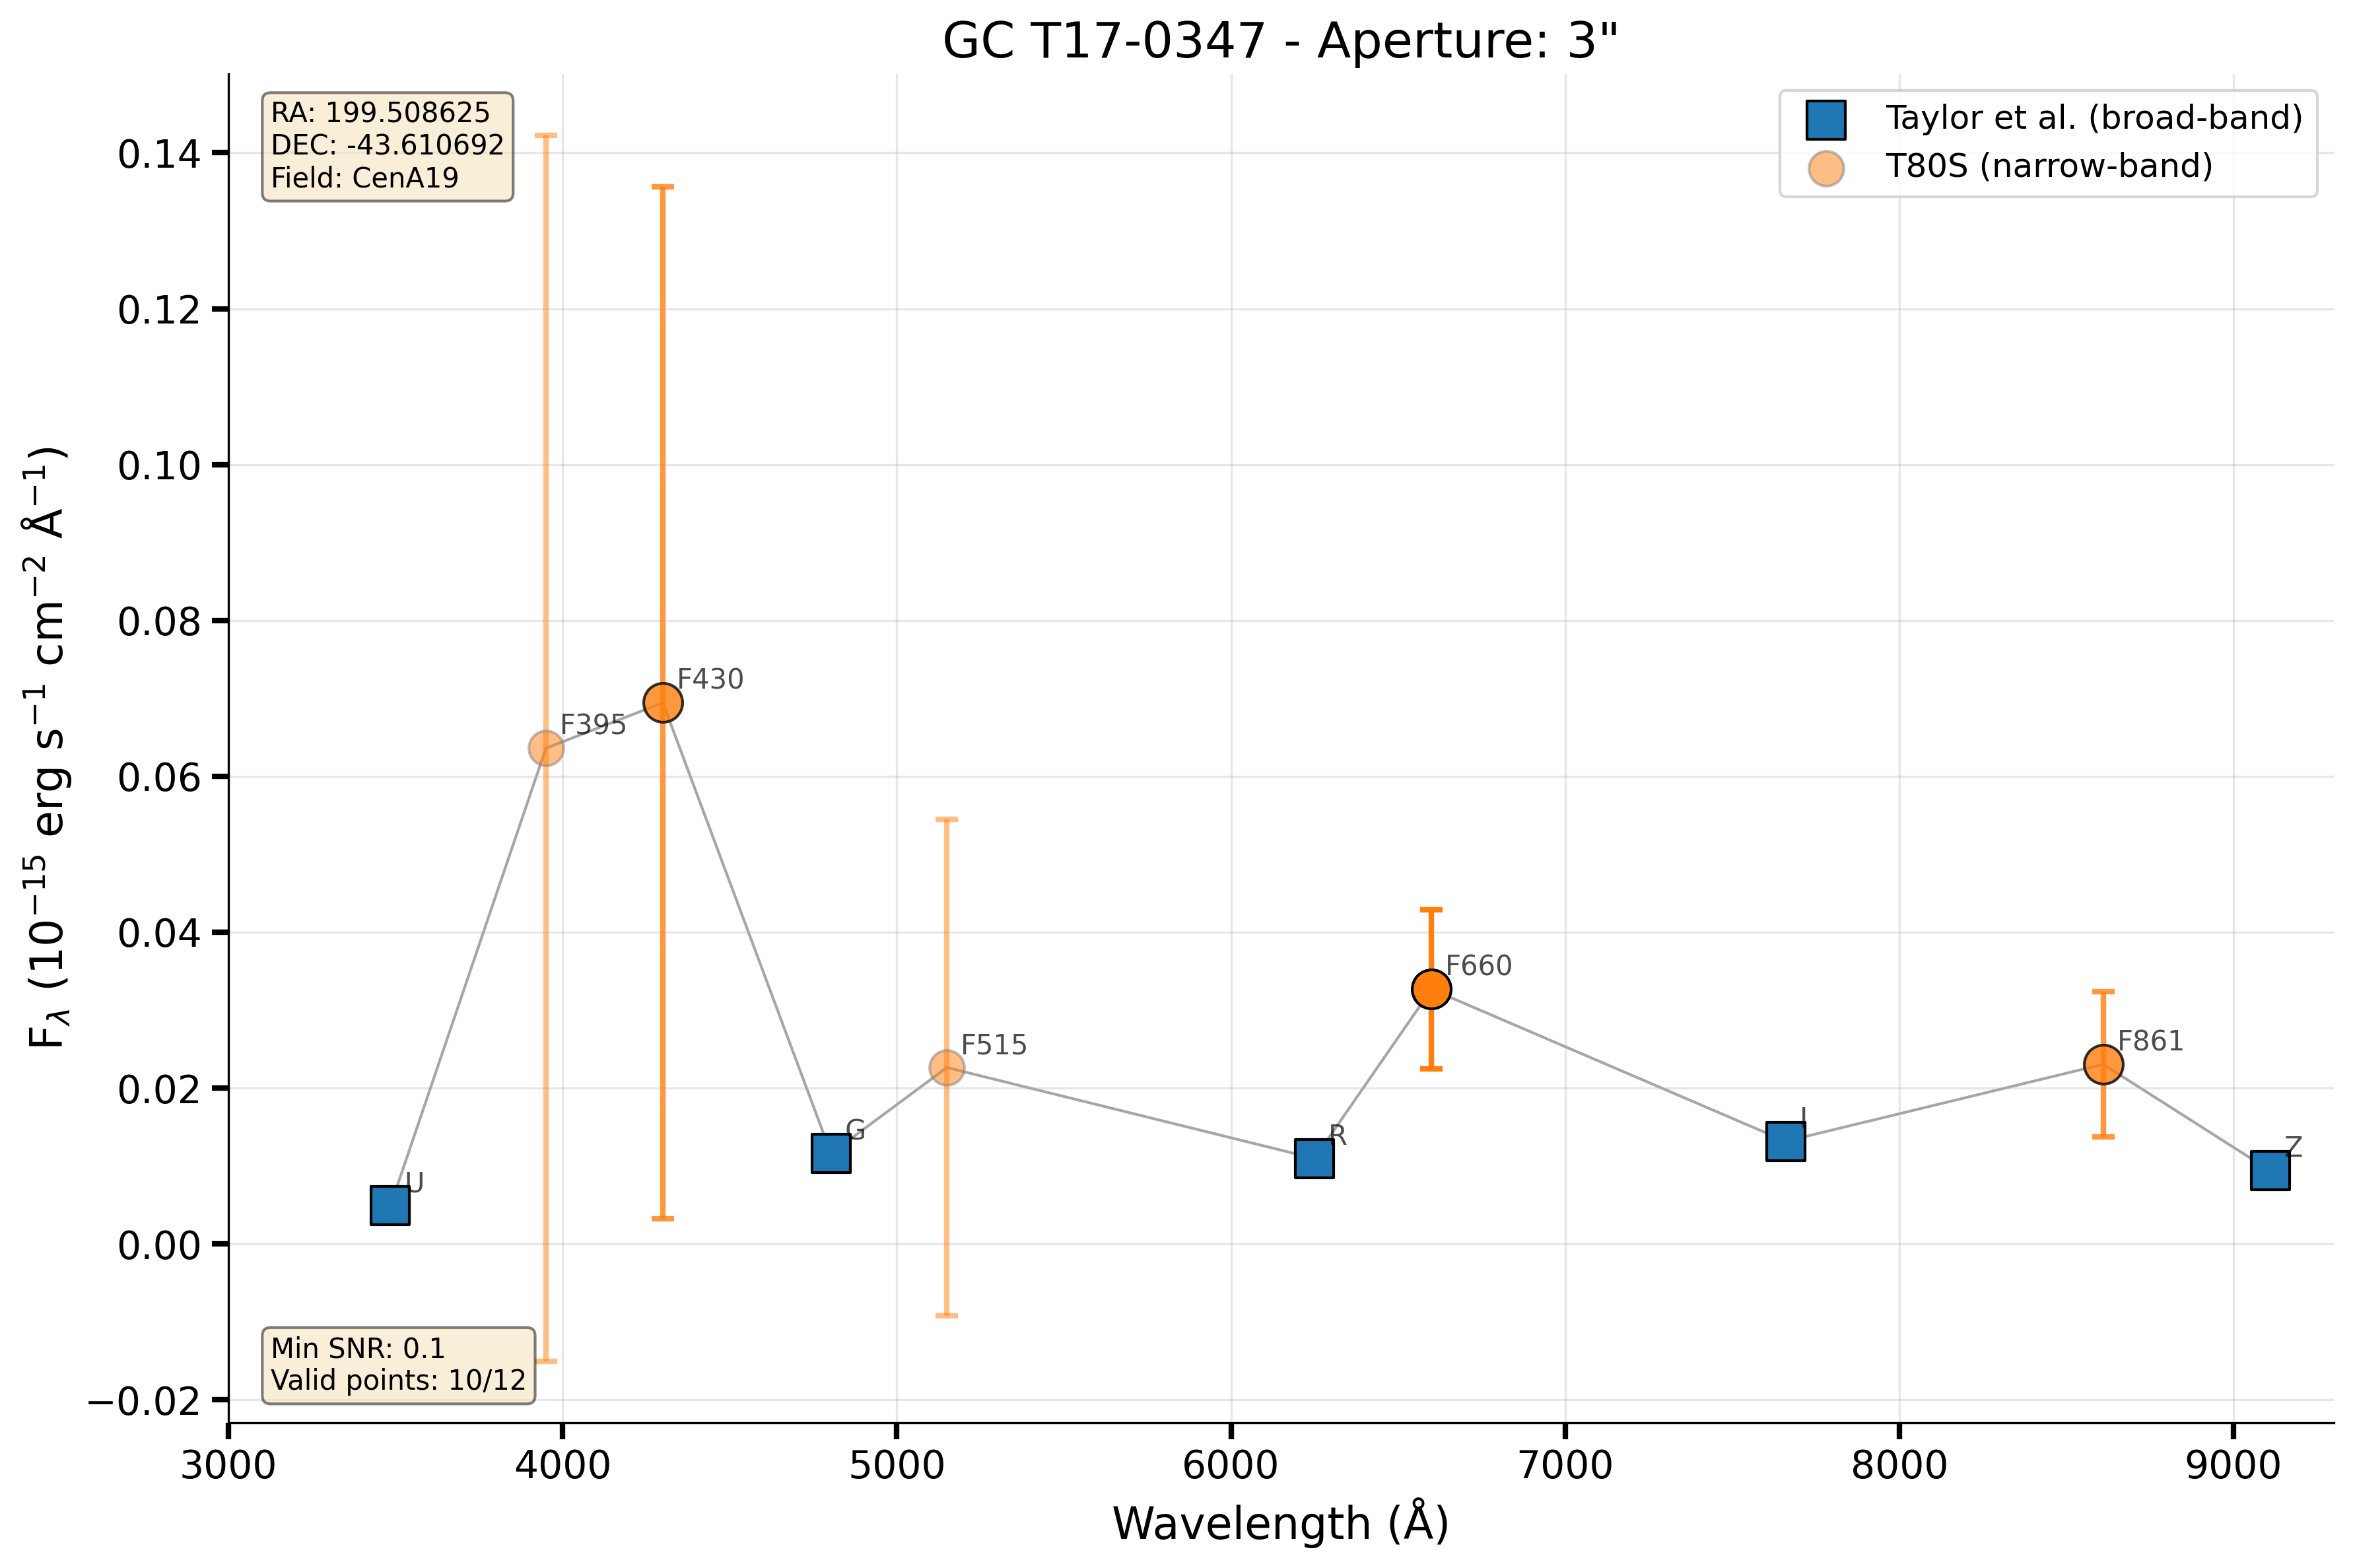 GC T17-0347 - Aperture: 3"
RA: 199.508625
DEC: -43.610692
Field: CenA19
Taylor et al. (broad-band)
T80S (narrow-band)
0.14
0.12
0.10
0.08
0.06
0.04
0.02
0.00
−0.02
F_λ (10⁻¹⁵ erg s⁻¹ cm⁻² Å⁻¹)
F395
F430
F515
F660
F861
U
G
R
I
Z
Min SNR: 0.1
Valid points: 10/12
3000 4000 5000 6000 7000 8000 9000
Wavelength (Å)